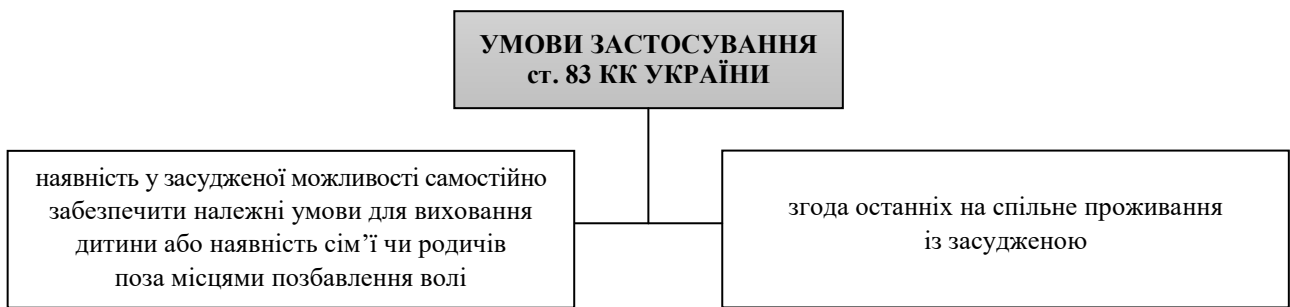 УМОВИ ЗАСТОСУВАННЯ
ст. 83 КК УКРАЇНИ
наявність у засудженої можливості самостійно
забезпечити належні умови для виховання
дитини або наявність сім’ї чи родичів
поза місцями позбавлення волі
згода останніх на спільне проживання
із засудженою